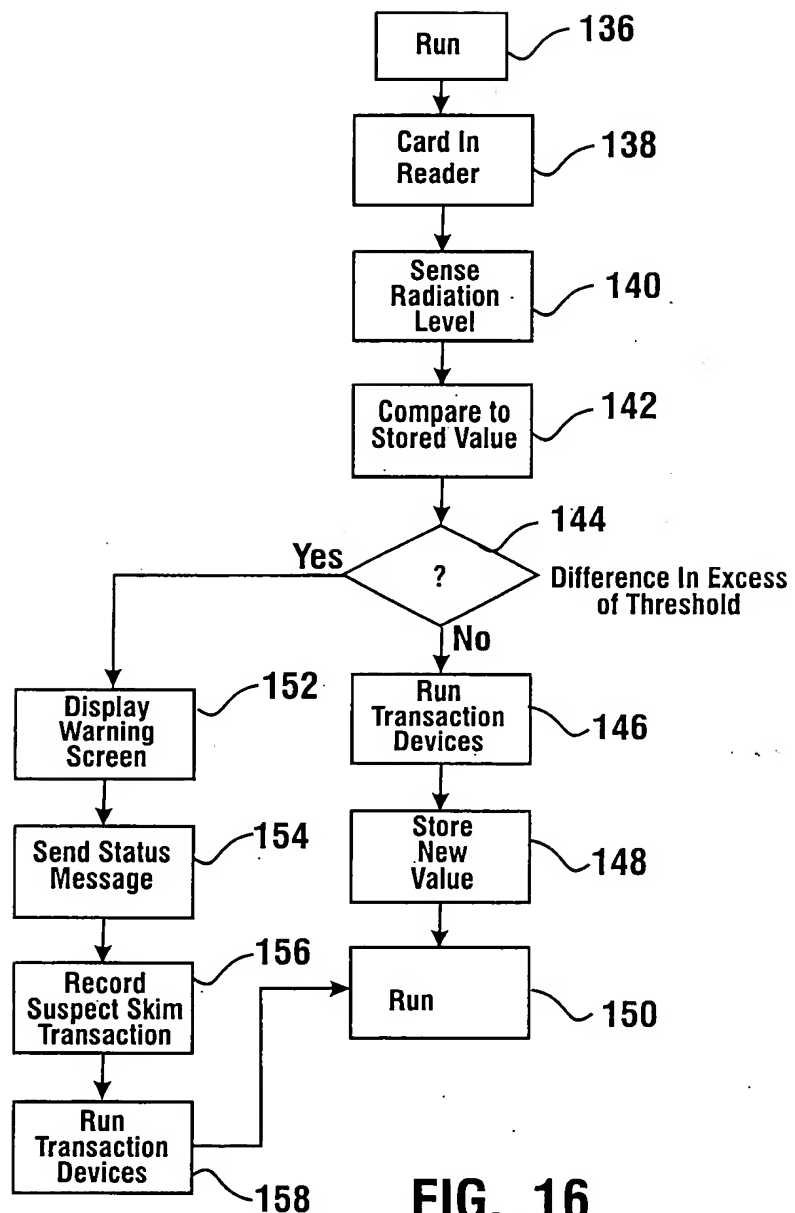 Run
136
Card In
Reader
138
Sense
Radiation
Level
140
Compare to
Stored Value
142
144
Yes
?
Difference In Excess
of Threshold
No
Display
Warning
Screen
152
Run
Transaction
Devices
146
Send Status
Message
154
Store
New
Value
148
Record
Suspect Skim
Transaction
156
Run
150
Run
Transaction
Devices
158
FIG. 16